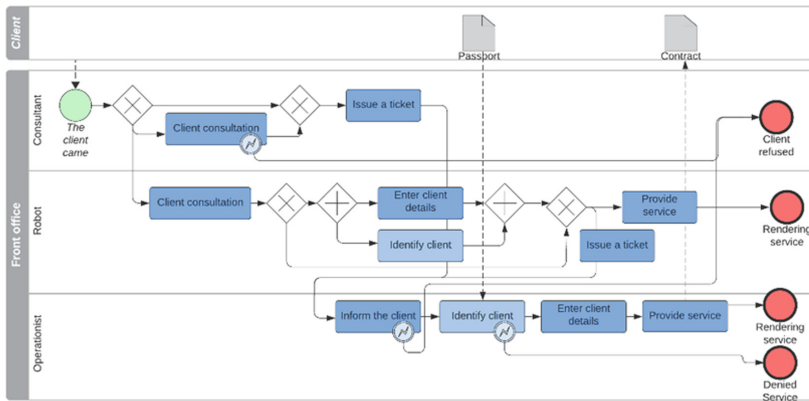 Client
Passport
Contract
Front office
Consultant
The
client
came
Client consultation
Issue a ticket
Client
refused
Robot
Client consultation
Enter client
details
Identify client
Provide
service
Issue a ticket
Rendering
service
Operationist
Inform the client
Identify client
Enter client
details
Provide service
Rendering
service
Denied
Service